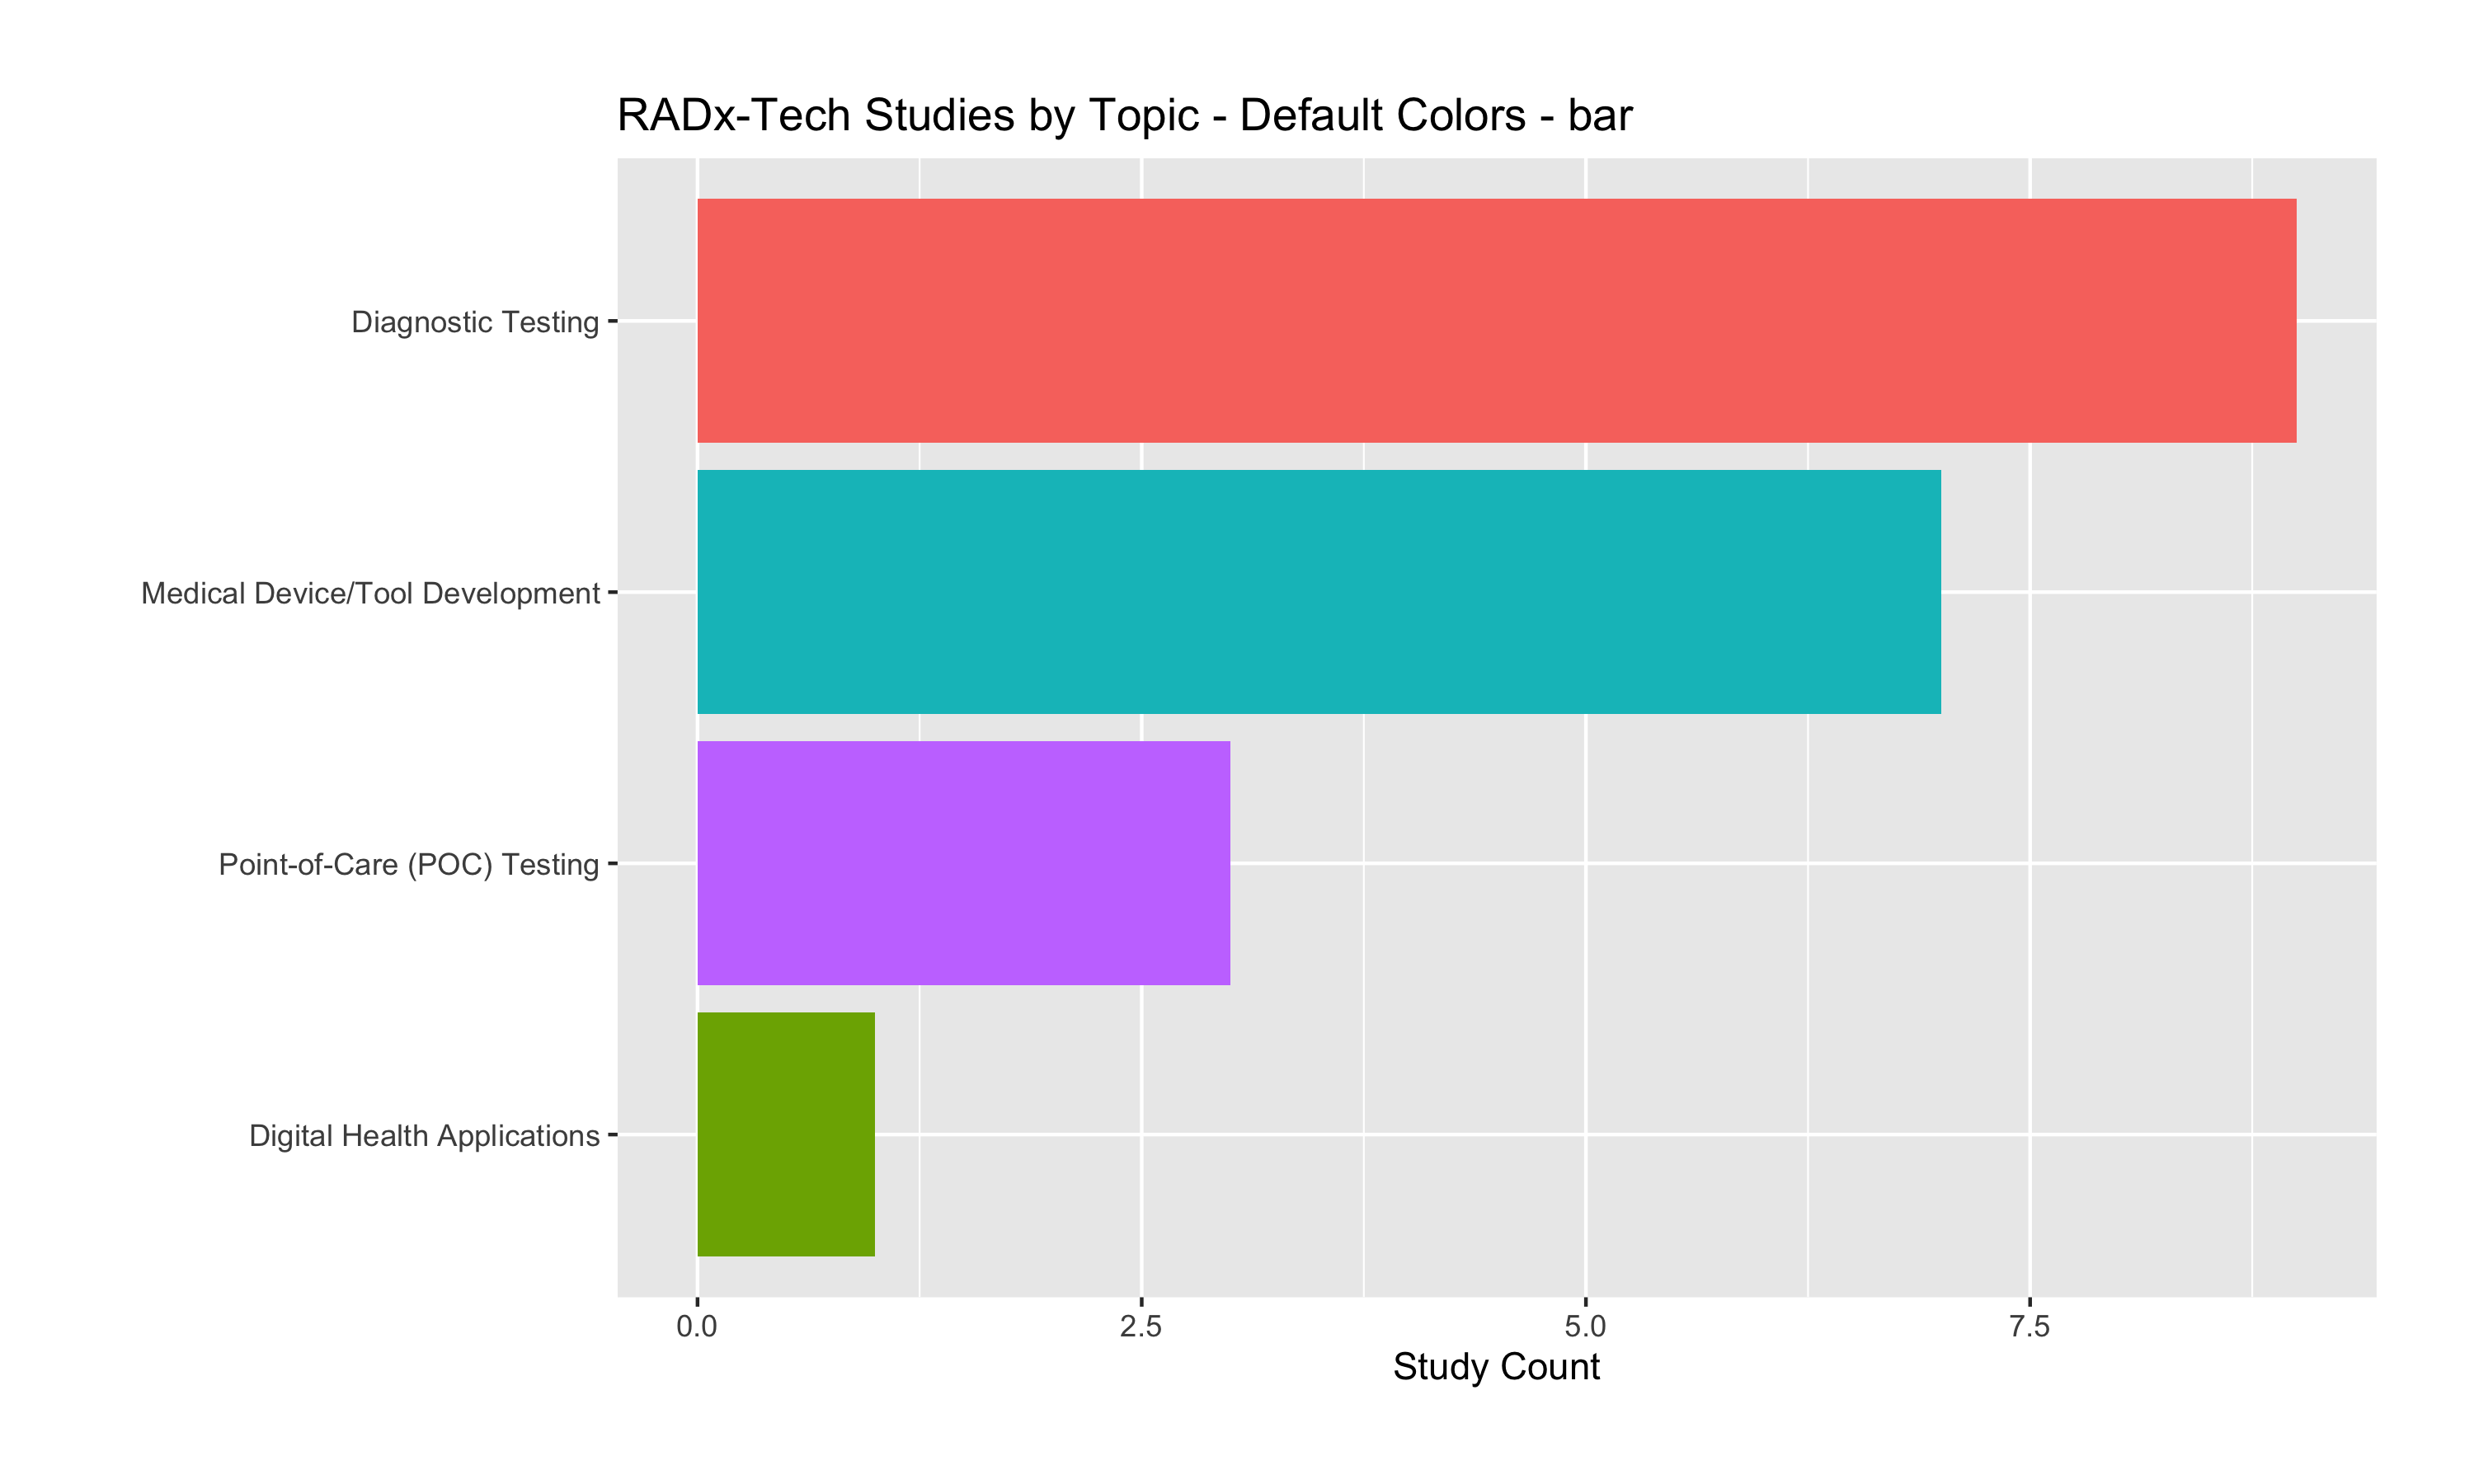 RADx-Tech Studies by Topic - Default Colors - bar
Diagnostic Testing
Medical Device/Tool Development
Point-of-Care (POC) Testing
Digital Health Applications
0.0 2.5 5.0 7.5
Study Count